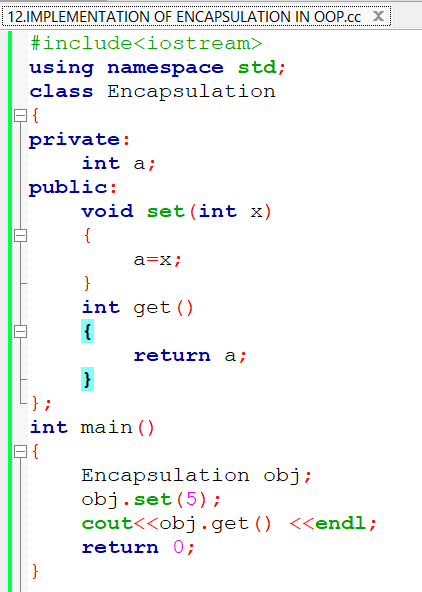 12.IMPLEMENTATION OF ENCAPSULATION IN OOP.cc X
#include<iostream>
using namespace std;
class Encapsulation
{
private:
    int a;
public:
    void set(int x)
    {
        a=x;
    }
    int get()
    {
        return a;
    }
};
int main()
{
    Encapsulation obj;
    obj.set(5);
    cout<<obj.get() <<endl;
    return 0;
}